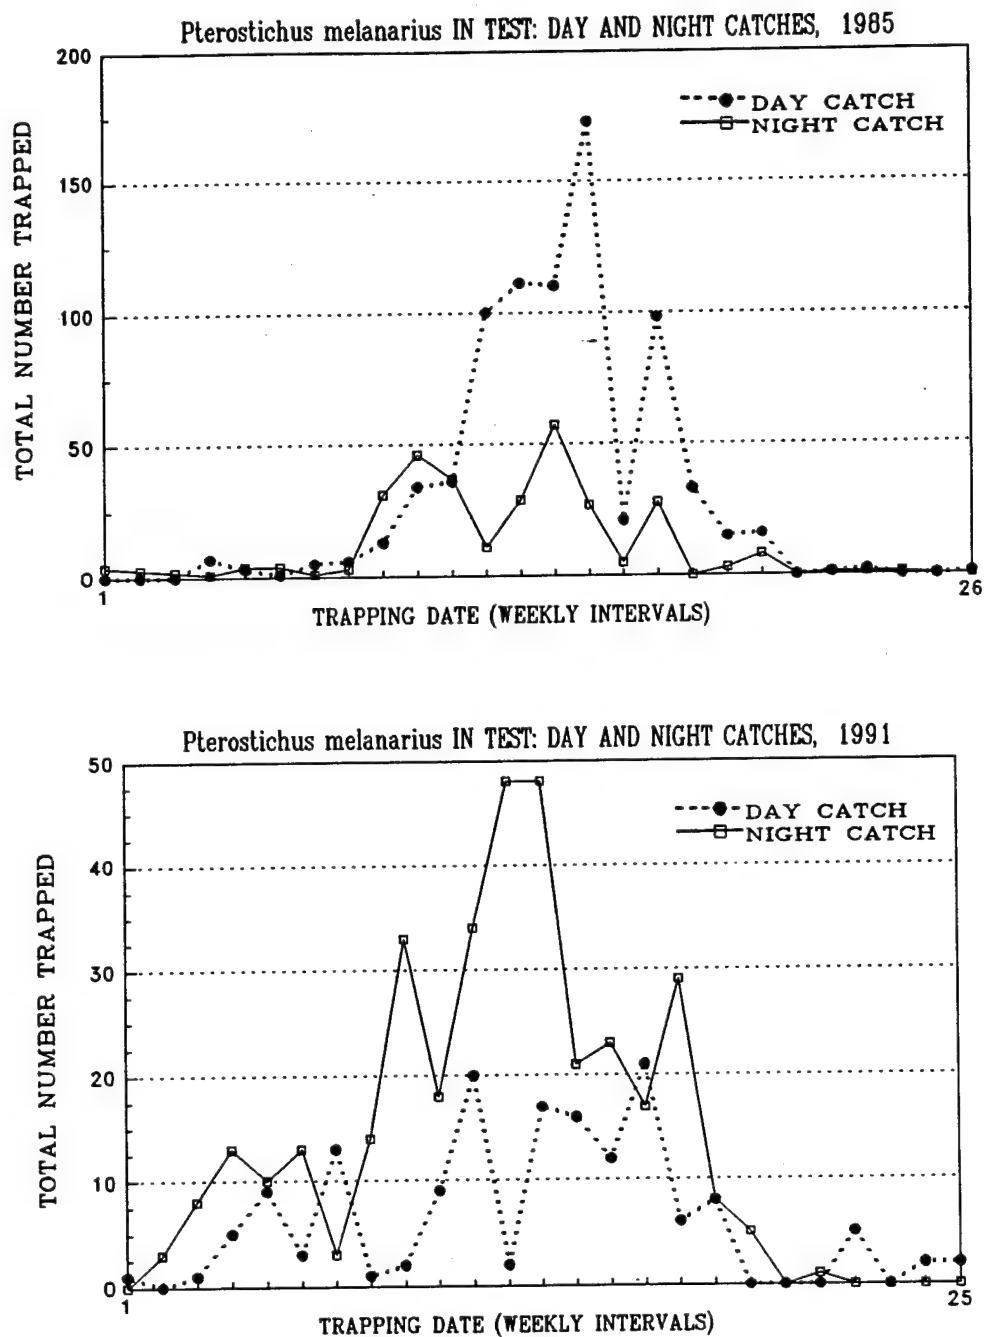 Pterostichus melanarius IN TEST: DAY AND NIGHT CATCHES, 1985
200
150
100
50
0
TOTAL NUMBER TRAPPED
DAY CATCH
NIGHT CATCH
1
26
TRAPPING DATE (WEEKLY INTERVALS)
Pterostichus melanarius IN TEST: DAY AND NIGHT CATCHES, 1991
50
40
30
20
10
0
TOTAL NUMBER TRAPPED
DAY CATCH
NIGHT CATCH
1
25
TRAPPING DATE (WEEKLY INTERVALS)